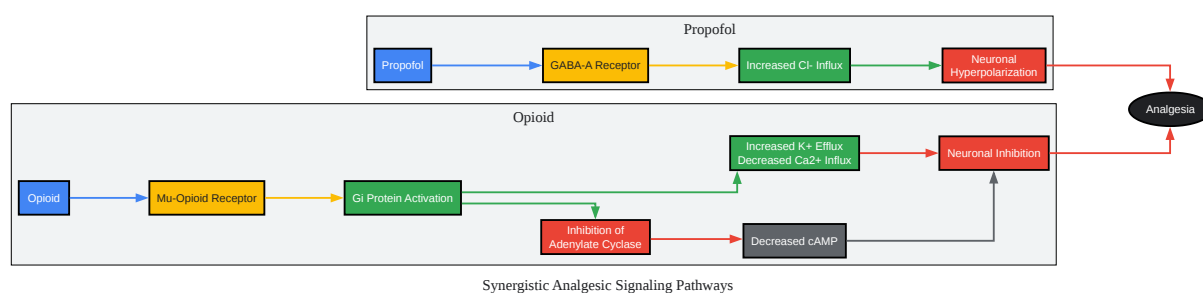 Propofol
Propofol
GABA-A Receptor
Increased Cl- Influx
Neuronal
Hyperpolarization
Analgesia
Opioid
Increased K+ Efflux
Decreased Ca2+ Influx
Neuronal Inhibition
Opioid
Mu-Opioid Receptor
Gi Protein Activation
Inhibition of
Adenylate Cyclase
Decreased cAMP
Synergistic Analgesic Signaling Pathways